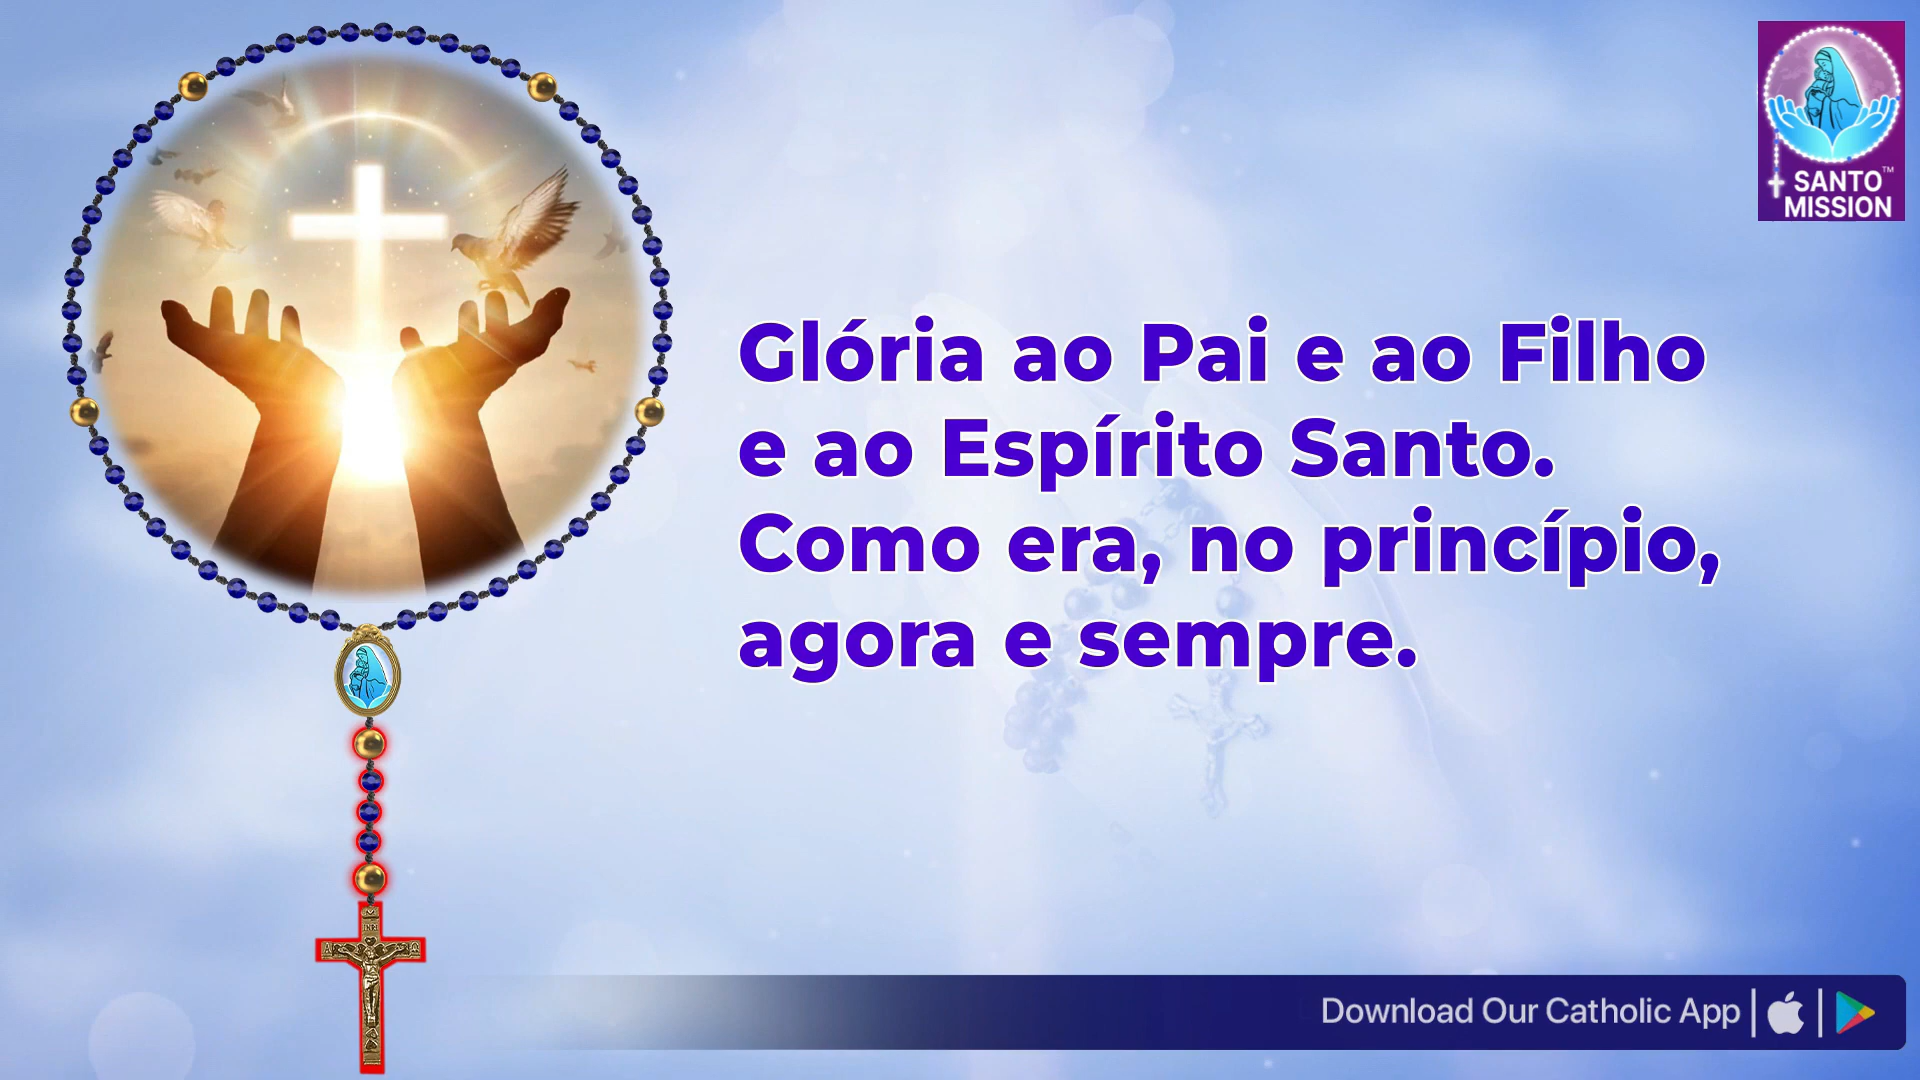 SANTO™
MISSION
Glória ao Pai e ao Filho
e ao Espírito Santo.
Como era, no princípio,
agora e sempre.
INRI
A Ω
Download Our Catholic App